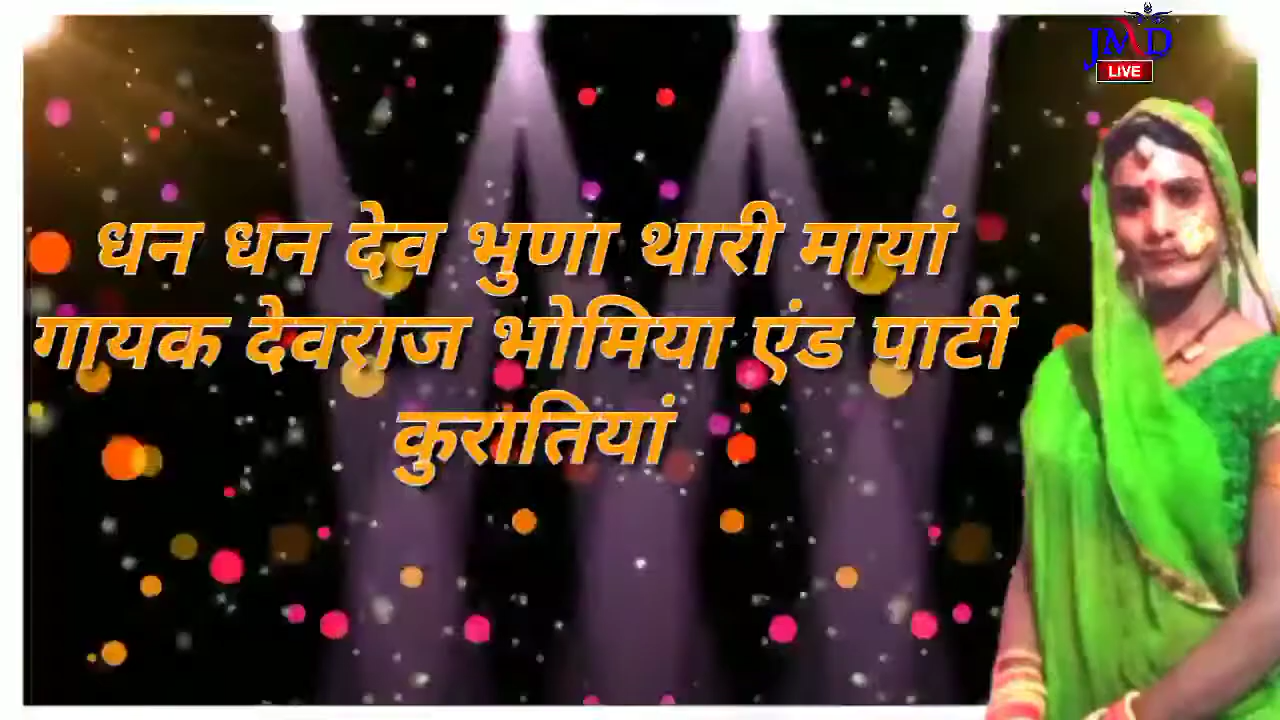 JMD
LIVE
धन धन देव भुणा थारी मायां
गायक देवराज भोमिया एंड पार्टी
कुरातियां